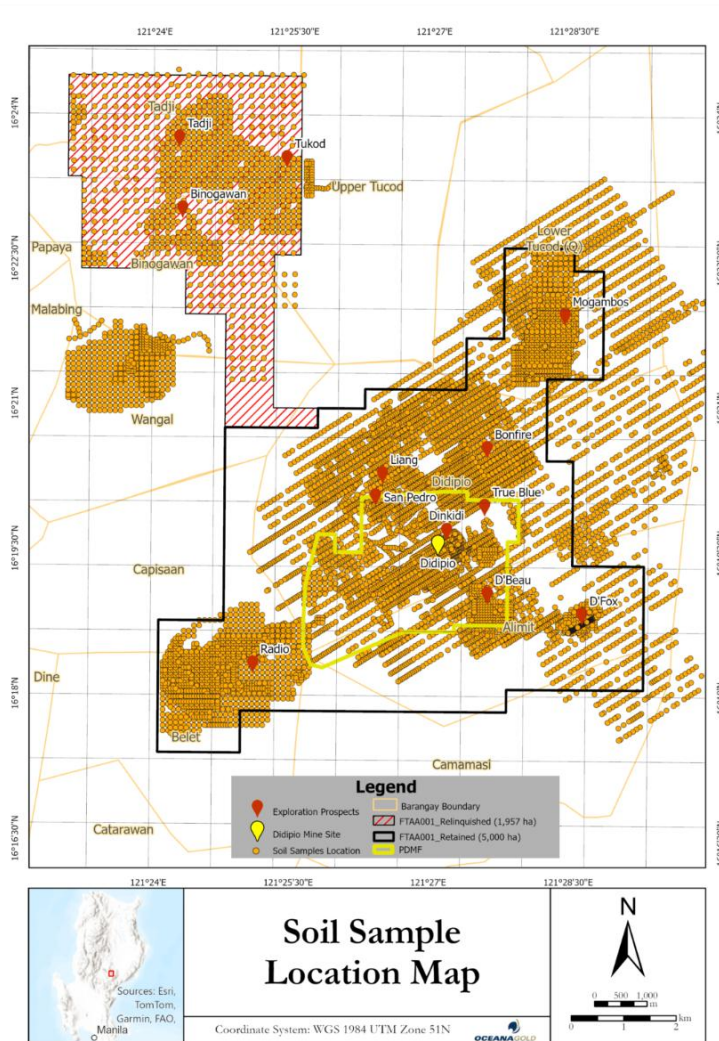 121°24'E 121°25'30"E 121°27'E 121°28'30"E
16°24'N
Tadji
Tadji
Tukod
Upper Tucod
Binogawan
Lower
Tucod (O)
Papaya
16°22'30"N
Binogawan
Malabing
Mogambos
16°21'N
Wangal
Bonfire
Liang
Didipio
San Pedro
True Blue
Dinkidi
16°19'30"N
Didipio
Capisaan
D'Beau
D'Fox
Alimit
Radio
Dine
16°18'N
Belet
Camamasi
Legend
Exploration Prospects
Didipio Mine Site
Soil Samples Location
Barangay Boundary
FTAA001_Relinquished (1,957 ha)
FTAA001_Retained (5,000 ha)
PDMF
Catarawan
16°16'30"N
121°24'E 121°25'30"E 121°27'E 121°28'30"E
Sources: Esri,
TomTom,
Garmin, FAO,
Manila
Soil Sample
Location Map
Coordinate System: WGS 1984 UTM Zone 51N
OCEANAGOLD
N
0 500 1,000
m
km
0 1 2